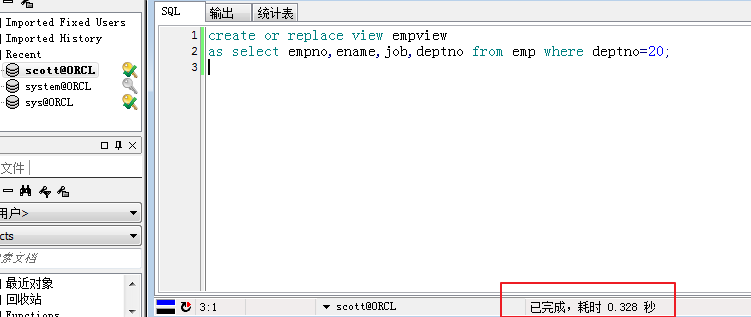 Imported Fixed Users
Imported History
Recent
scott@ORCL
system@ORCL
sys@ORCL
文件
用户>
cts
索文档
最近对象
回收站
Functions
SQL
输出
统计表
1
create or replace view empview
2
as select empno,ename,job,deptno from emp where deptno=20;
3
3:1
scott@ORCL
已完成，耗时 0.328 秒